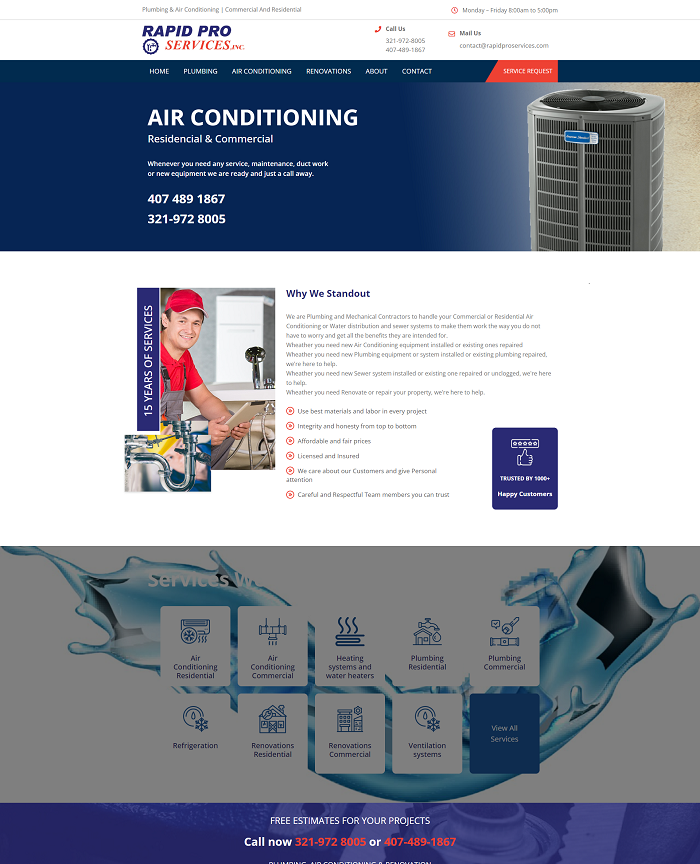 Plumbing & Air Conditioning | Commercial And Residential
Monday – Friday 8:00am to 5:00pm
RAPID PRO
SERVICES, INC.
Call Us
321-972-8005
407-489-1867
Mail Us
contact@rapidproservices.com
HOME PLUMBING AIR CONDITIONING RENOVATIONS ABOUT CONTACT SERVICE REQUEST
AIR CONDITIONING
Residencial & Commercial
Whenever you need any service, maintenance, duct work
or new equipment we are ready and just a call away.
407 489 1867
321-972 8005
15 YEARS OF SERVICES
Why We Standout
We are Plumbing and Mechanical Contractors to handle your Commercial or Residential Air
Conditioning or Water distribution and sewer systems to make them work the way you do not
have to worry and get all the benefits they are intended for.
Wheather you need new Air Conditioning equipment installed or existing ones repaired
Wheather you need new Plumbing equipment or system installed or existing plumbing repaired,
we're here to help.
Wheather you need new Sewer system installed or existing one repaired or unclogged, we're here
to help.
Wheather you need Renovate or repair your property, we're here to help.
Use best materials and labor in every project
Integrity and honesty from top to bottom
Affordable and fair prices
Licensed and Insured
We care about our Customers and give Personal
attention
Careful and Respectful Team members you can trust
TRUSTED BY 1000+
Happy Customers
Services
Air
Conditioning
Residential
Air
Conditioning
Commercial
Heating
systems and
water heaters
Plumbing
Residential
Plumbing
Commercial
Refrigeration
Renovations
Residential
Renovations
Commercial
Ventilation
systems
View All
Services
FREE ESTIMATES FOR YOUR PROJECTS
Call now 321-972 8005 or 407-489-1867
PLUMBING, AIR CONDITIONING & RENOVATION